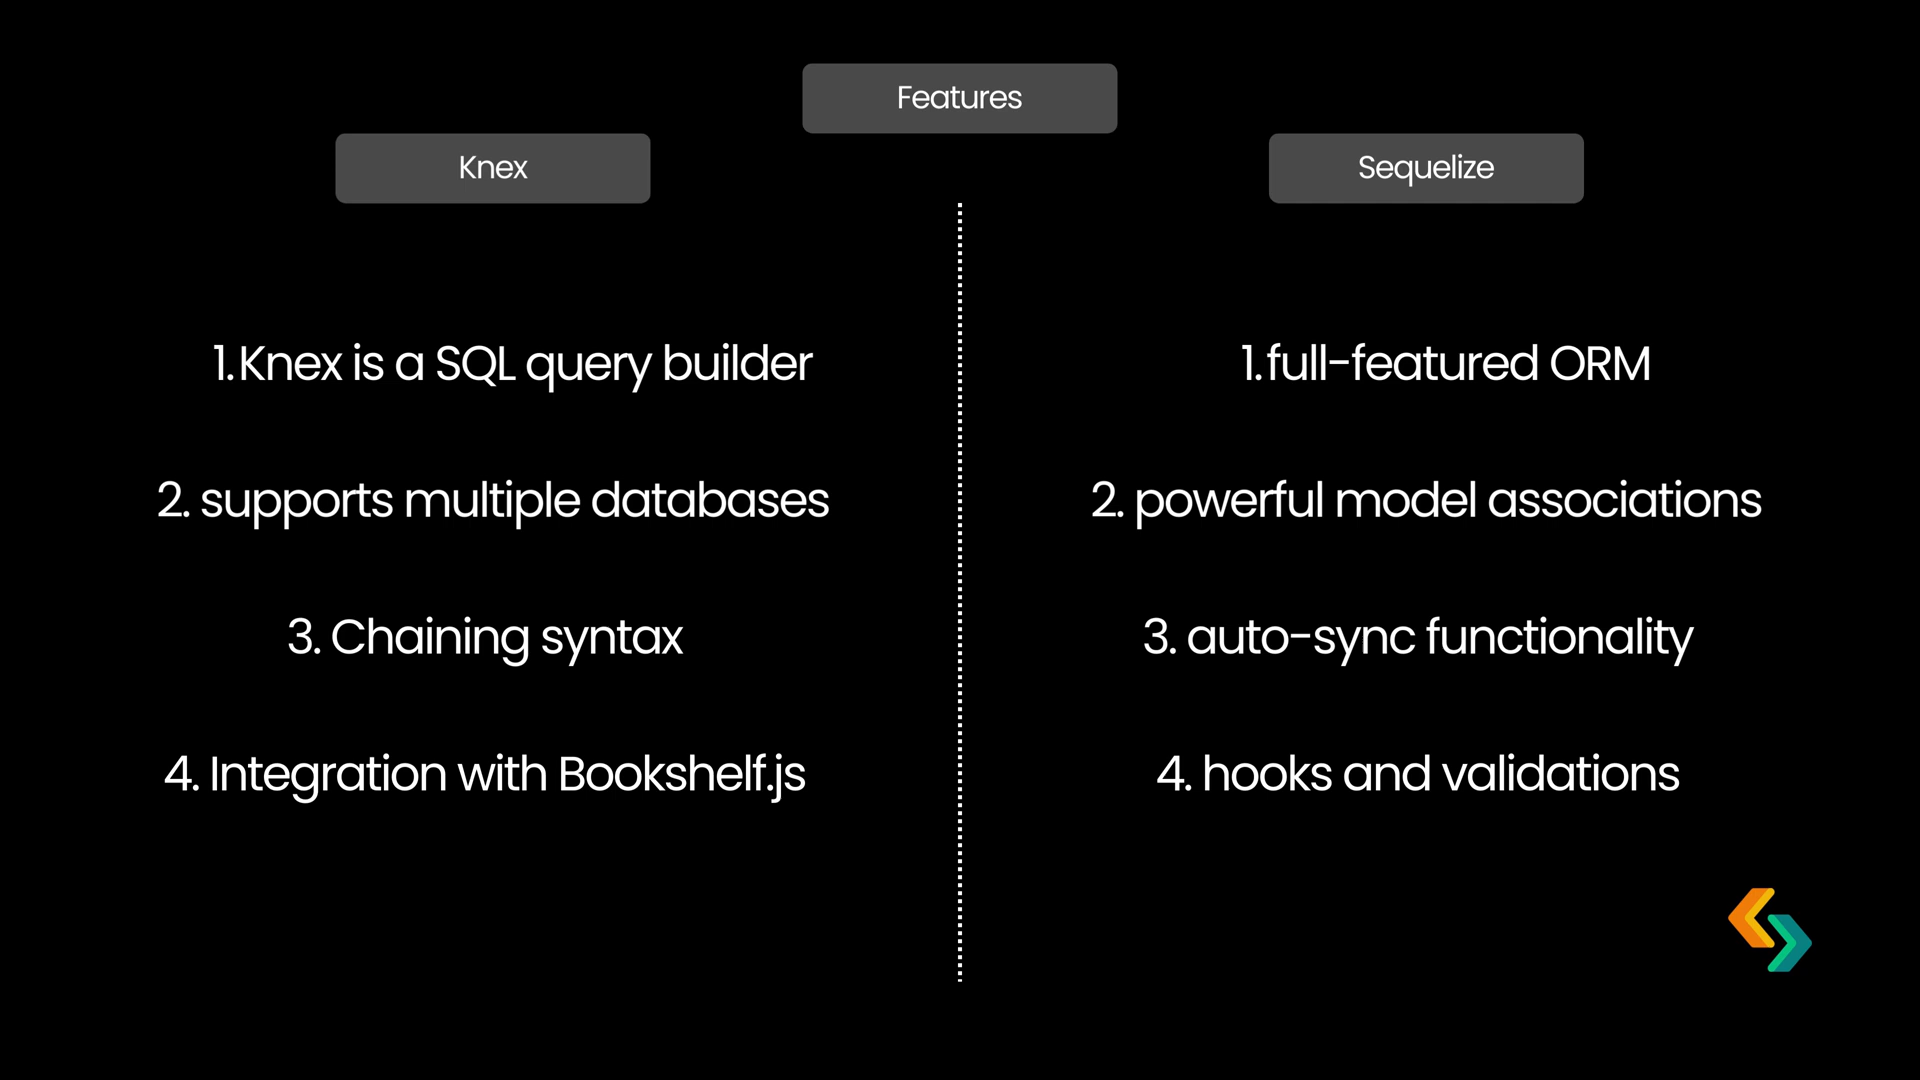 Features
Knex
Sequelize
1. Knex is a SQL query builder
2. supports multiple databases
3. Chaining syntax
4. Integration with Bookshelf.js
1. full-featured ORM
2. powerful model associations
3. auto-sync functionality
4. hooks and validations